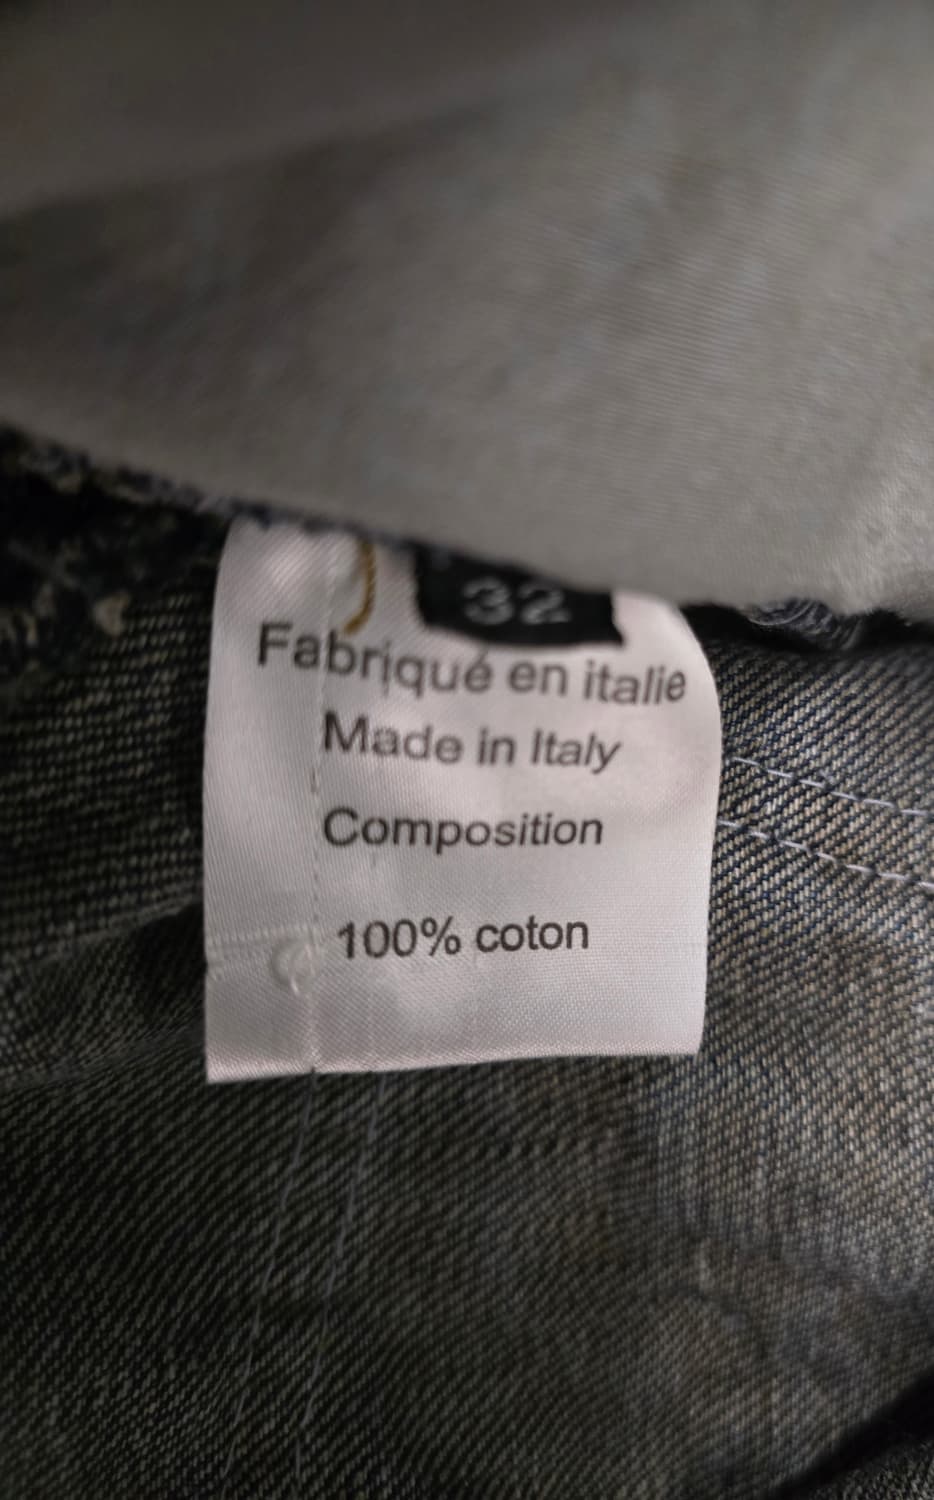 32
Fabriqué en italie
Made in Italy
Composition
100% coton